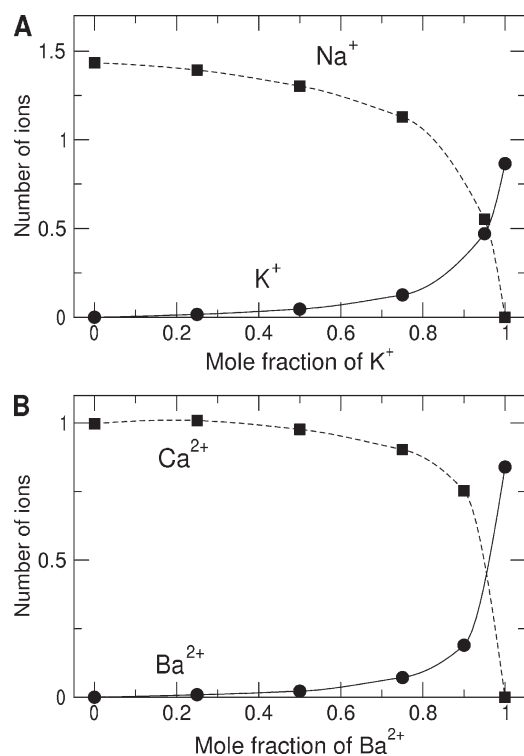 A
Na+
1.5
1
0.5
0
Number of ions
K+
0 0.2 0.4 0.6 0.8 1
Mole fraction of K+
B
1
0.5
0
Number of ions
Ca2+
Ba2+
0 0.2 0.4 0.6 0.8 1
Mole fraction of Ba2+